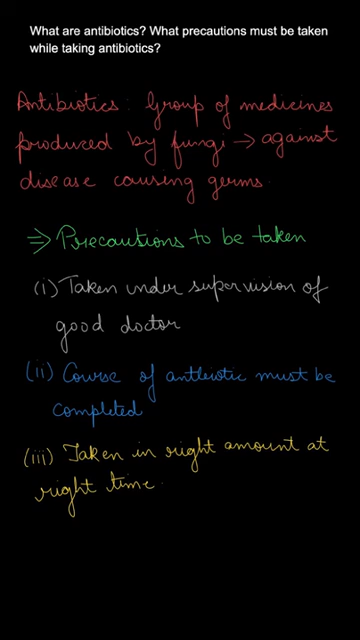 What are antibiotics? What precautions must be taken
while taking antibiotics?
Antibiotics: Group of medicines
produced by fungi → against
disease causing germs.
⇒ Precautions to be taken
(i) Taken under supervision of
good doctor
(ii) Course of antibiotic must be
completed
(iii) Taken in right amount at
right time.